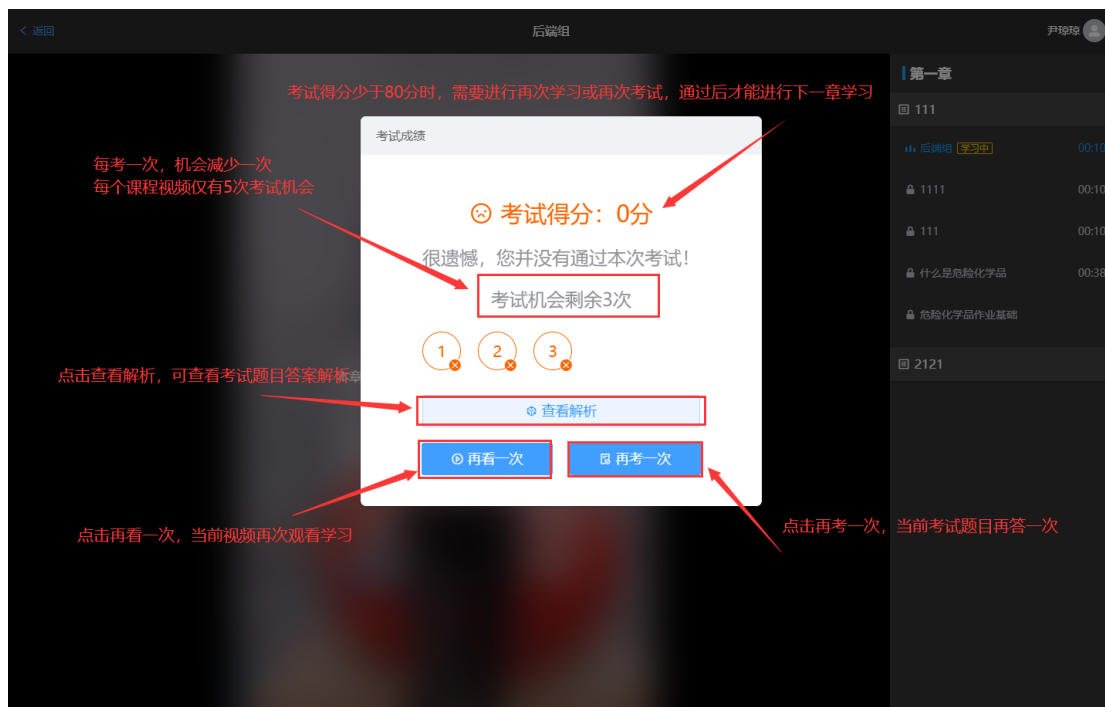 返回
后端组
尹琼琼
第一章
考试得分少于80分时，需要进行再次学习或再次考试，通过后才能进行下一章学习
111
考试成绩
后端组 学习中 00:10
每考一次，机会减少一次
每个课程视频仅有5次考试机会
1111 00:10
考试得分：0分
111 00:10
很遗憾，您并没有通过本次考试！
什么是危险化学品 00:38
考试机会剩余3次
危险化学品作业基础
1 2 3
2121
点击查看解析，可查看考试题目答案解析
章
查看解析
再看一次
再考一次
点击再看一次，当前视频再次观看学习
点击再考一次，当前考试题目再答一次